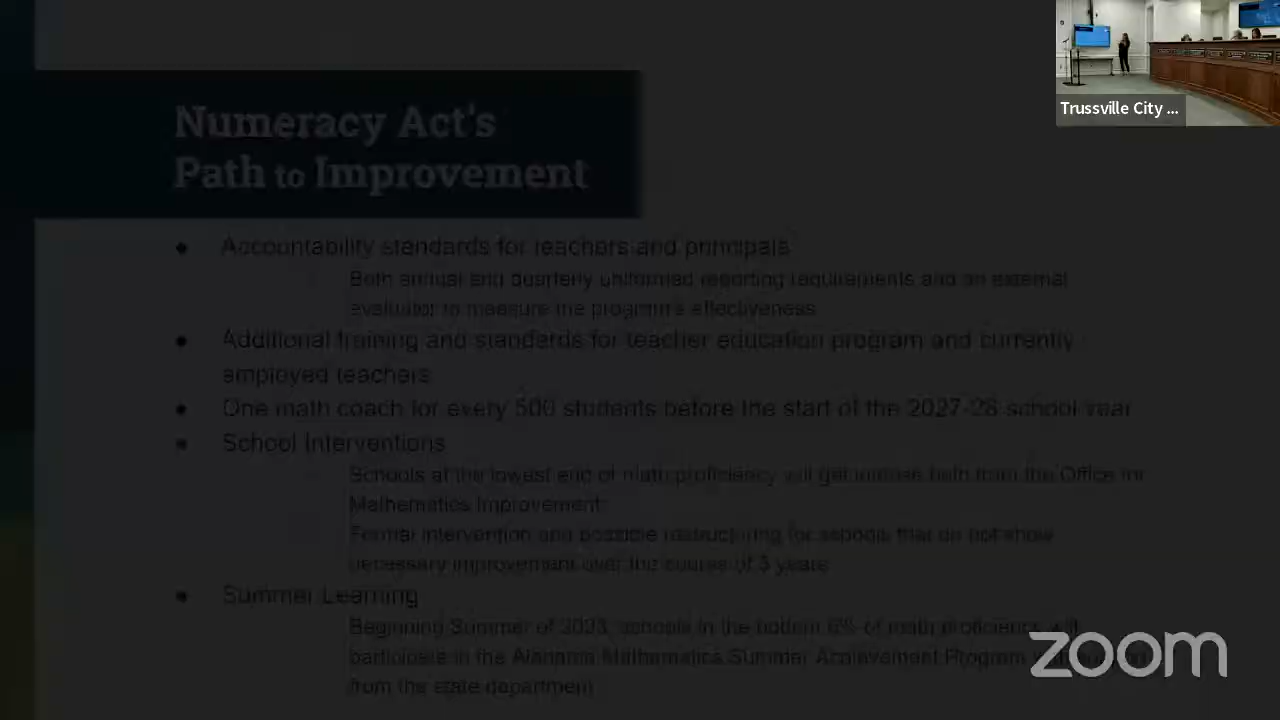 Trussville City ...
Numeracy Act's
Path to Improvement
• Accountability standards for teachers and principals
Both annual and quarterly uniformed reporting requirements and an external
evaluator to measure the program's effectiveness
• Additional training and standards for teacher education program and currently
employed teachers
• One math coach for every 500 students before the start of the 2027-28 school year
• School Interventions
Schools at the lowest end of math proficiency will get intense help from the Office for
Mathematics Improvement
Formal intervention and possible restructuring for schools that do not show
necessary improvement over the course of 3 years
• Summer Learning
Beginning Summer of 2023, schools in the bottom 5% of math proficiency will
participate in the Alabama Mathematics Summer Achievement Program
from the state department
zoom